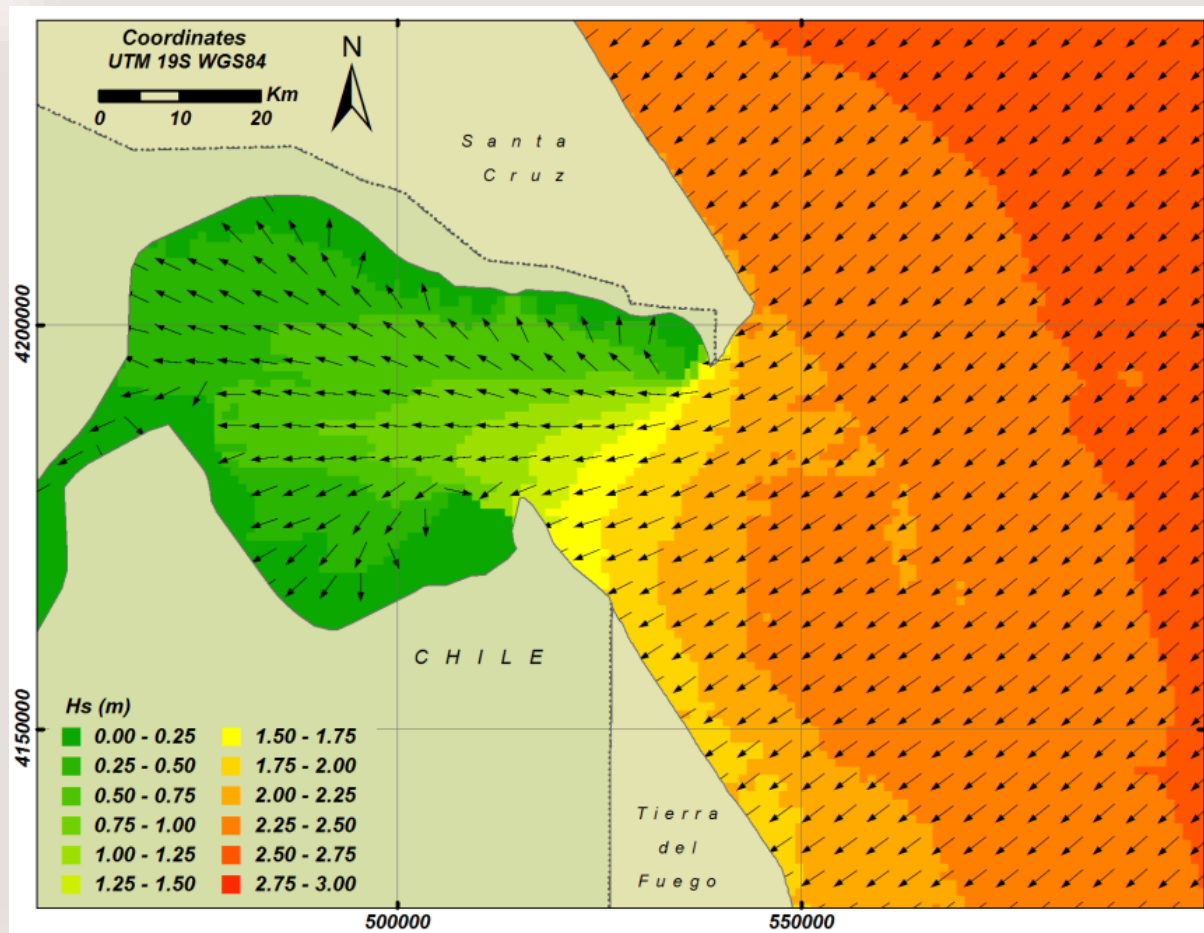 Coordinates
UTM 19S WGS84
Km
0 10 20
N
Santa
Cruz
4200000
CHILE
4150000
Hs (m)
0.00 - 0.25
0.25 - 0.50
0.50 - 0.75
0.75 - 1.00
1.00 - 1.25
1.25 - 1.50
1.50 - 1.75
1.75 - 2.00
2.00 - 2.25
2.25 - 2.50
2.50 - 2.75
2.75 - 3.00
Tierra
del
Fuego
500000
550000